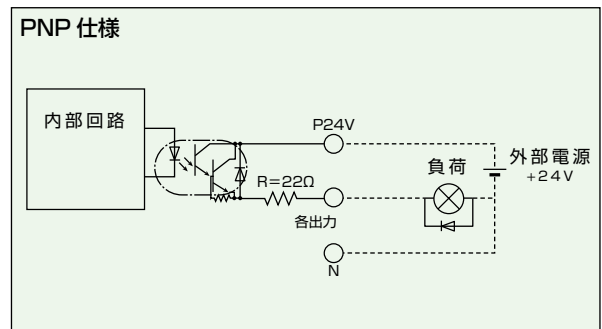 PNP 仕様
内部回路
P24V
負荷
外部電源
+24V
R=22Ω
各出力
N